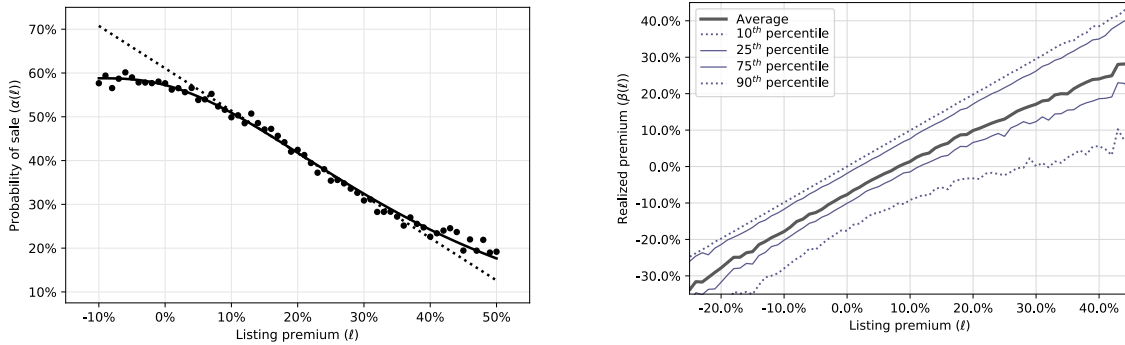 70%
60%
50%
40%
30%
20%
10%
Probability of sale (α(ℓ))
-10% 0% 10% 20% 30% 40% 50%
Listing premium (ℓ)
40.0%
30.0%
20.0%
10.0%
0.0%
-10.0%
-20.0%
-30.0%
Realized premium (β(ℓ))
Average
10th percentile
25th percentile
75th percentile
90th percentile
-20.0% -10.0% 0.0% 10.0% 20.0% 30.0% 40.0%
Listing premium (ℓ)